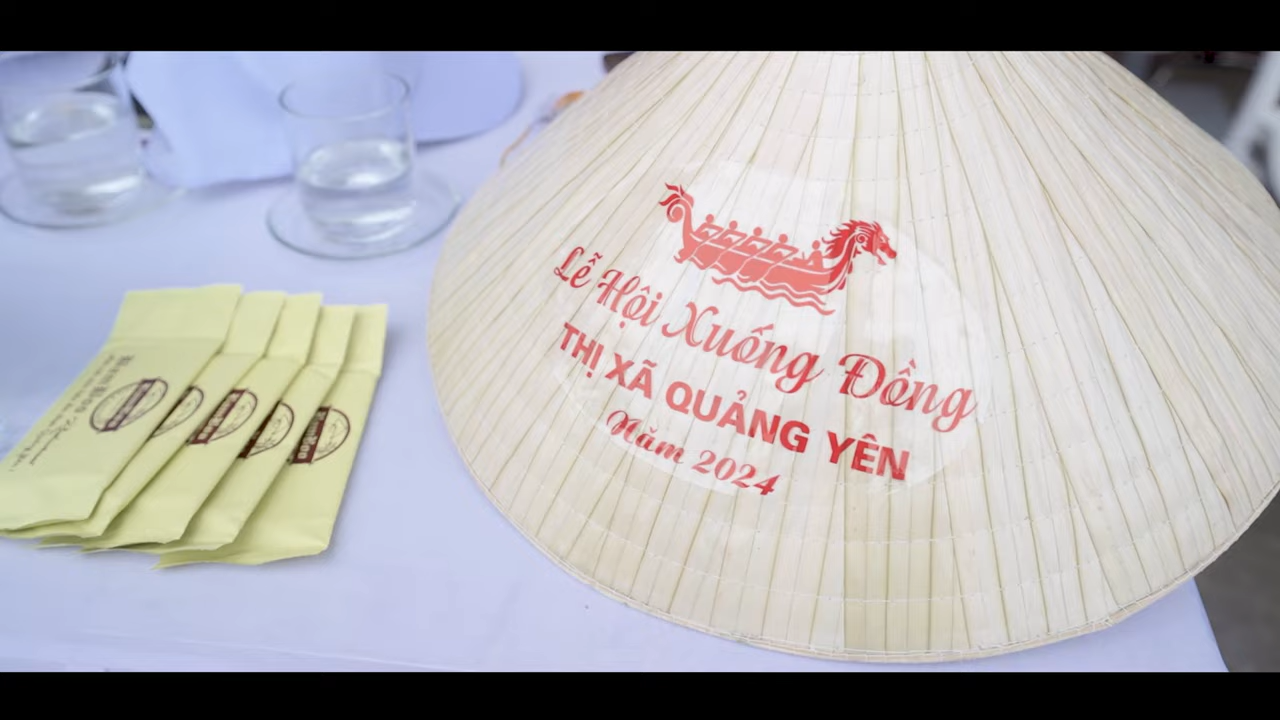 Lễ Hội Xuống Đồng
THỊ XÃ QUẢNG YÊN
Năm 2024